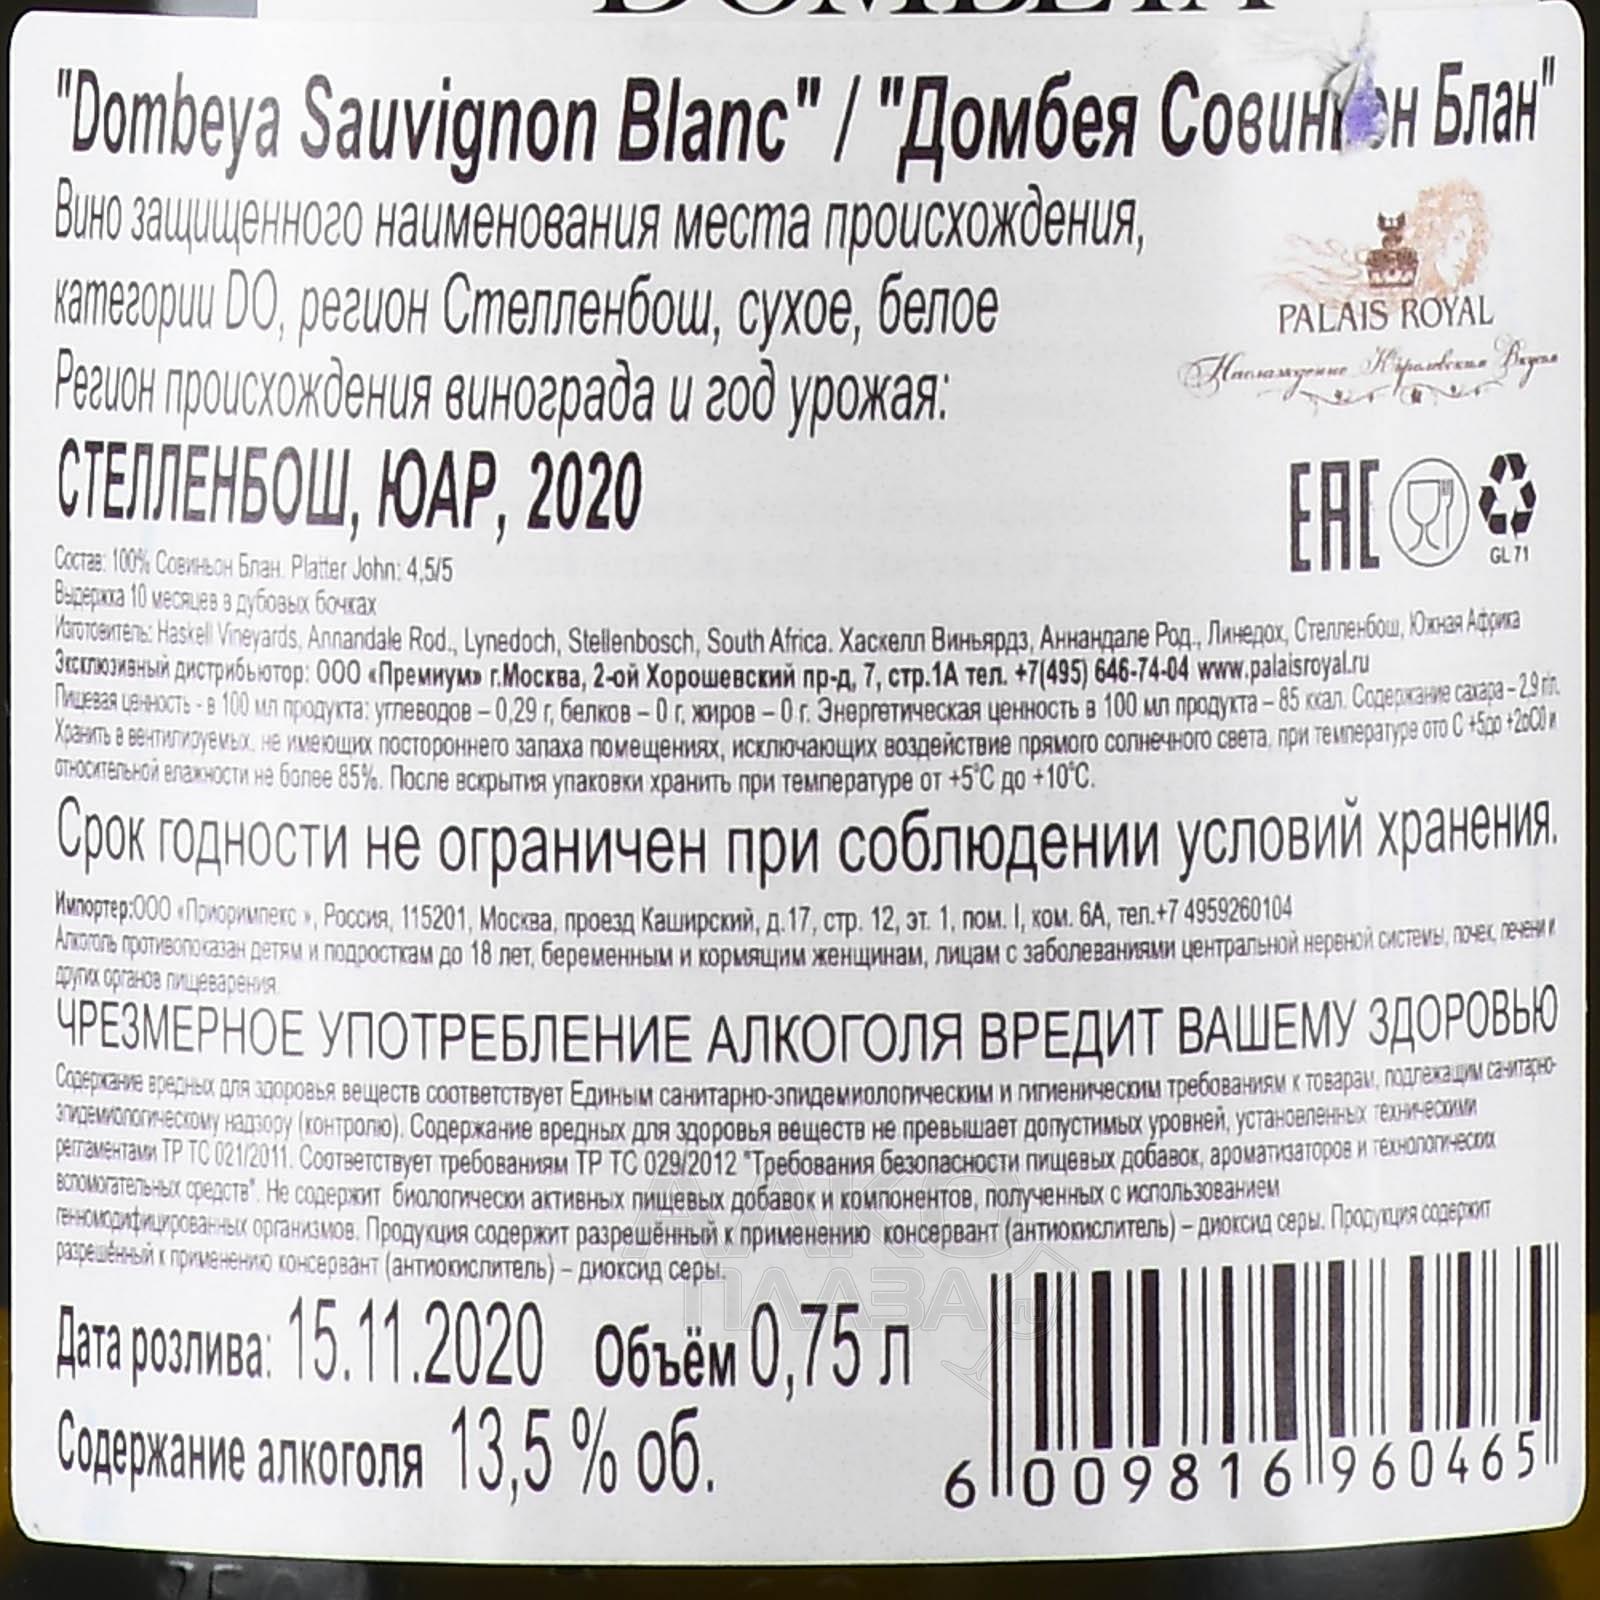 "Dombeya Sauvignon Blanc" / "Домбея Совиньон Блан"
Вино защищенного наименования места происхождения,
категории DO, регион Стелленбош, сухое, белое
PALAIS ROYAL
Наслаждение Королевским Вкусом
Регион происхождения винограда и год урожая:
СТЕЛЛЕНБОШ, ЮАР, 2020
EAC
GL 71
Состав: 100% Совиньон Блан. Platter John: 4,5/5
Выдержка 10 месяцев в дубовых бочках
Изготовитель: Haskell Vineyards, Annandale Rod., Lynedoch, Stellenbosch, South Africa. Хаскелл Виньярдз, Аннандале Род., Линедох, Стелленбош, Южная Африка
Эксклюзивный дистрибьютор: ООО «Премиум» г.Москва, 2-ой Хорошевский пр-д, 7, стр.1А тел. +7(495) 646-74-04 www.palaisroyal.ru
Пищевая ценность - в 100 мл продукта: углеводов – 0,29 г, белков – 0 г, жиров – 0 г. Энергетическая ценность в 100 мл продукта – 85 ккал. Содержание сахара – 2,9 г/л.
Хранить в вентилируемых, не имеющих постороннего запаха помещениях, исключающих воздействие прямого солнечного света, при температуре ото С +5до +2оС0 и
относительной влажности не более 85%. После вскрытия упаковки хранить при температуре от +5°С до +10°С.
Срок годности не ограничен при соблюдении условий хранения.
Импортер:ООО «Приоримпекс », Россия, 115201, Москва, проезд Каширский, д.17, стр. 12, эт. 1, пом. I, ком. 6А, тел.+7 4959260104
Алкоголь противопоказан детям и подросткам до 18 лет, беременным и кормящим женщинам, лицам с заболеваниями центральной нервной системы, почек, печени и
других органов пищеварения.
ЧРЕЗМЕРНОЕ УПОТРЕБЛЕНИЕ АЛКОГОЛЯ ВРЕДИТ ВАШЕМУ ЗДОРОВЬЮ
Содержание вредных для здоровья веществ соответствует Единым санитарно-эпидемиологическим и гигиеническим требованиям к товарам, подлежащим санитарно-
эпидемиологическому надзору (контролю). Содержание вредных для здоровья веществ не превышает допустимых уровней, установленных техническими
регламентами ТР ТС 021/2011. Соответствует требованиям ТР ТС 029/2012 "Требования безопасности пищевых добавок, ароматизаторов и технологических
вспомогательных средств". Не содержит биологически активных пищевых добавок и компонентов, полученных с использованием
генномодифицированных организмов. Продукция содержит разрешённый к применению консервант (антиокислитель) – диоксид серы. Продукция содержит
разрешённый к применению консервант (антиокислитель) – диоксид серы.
АЛКО
ПЛАЗА.ru
Дата розлива: 15.11.2020 Объём 0,75 л
Содержание алкоголя 13,5 % об.
6 009816 960465